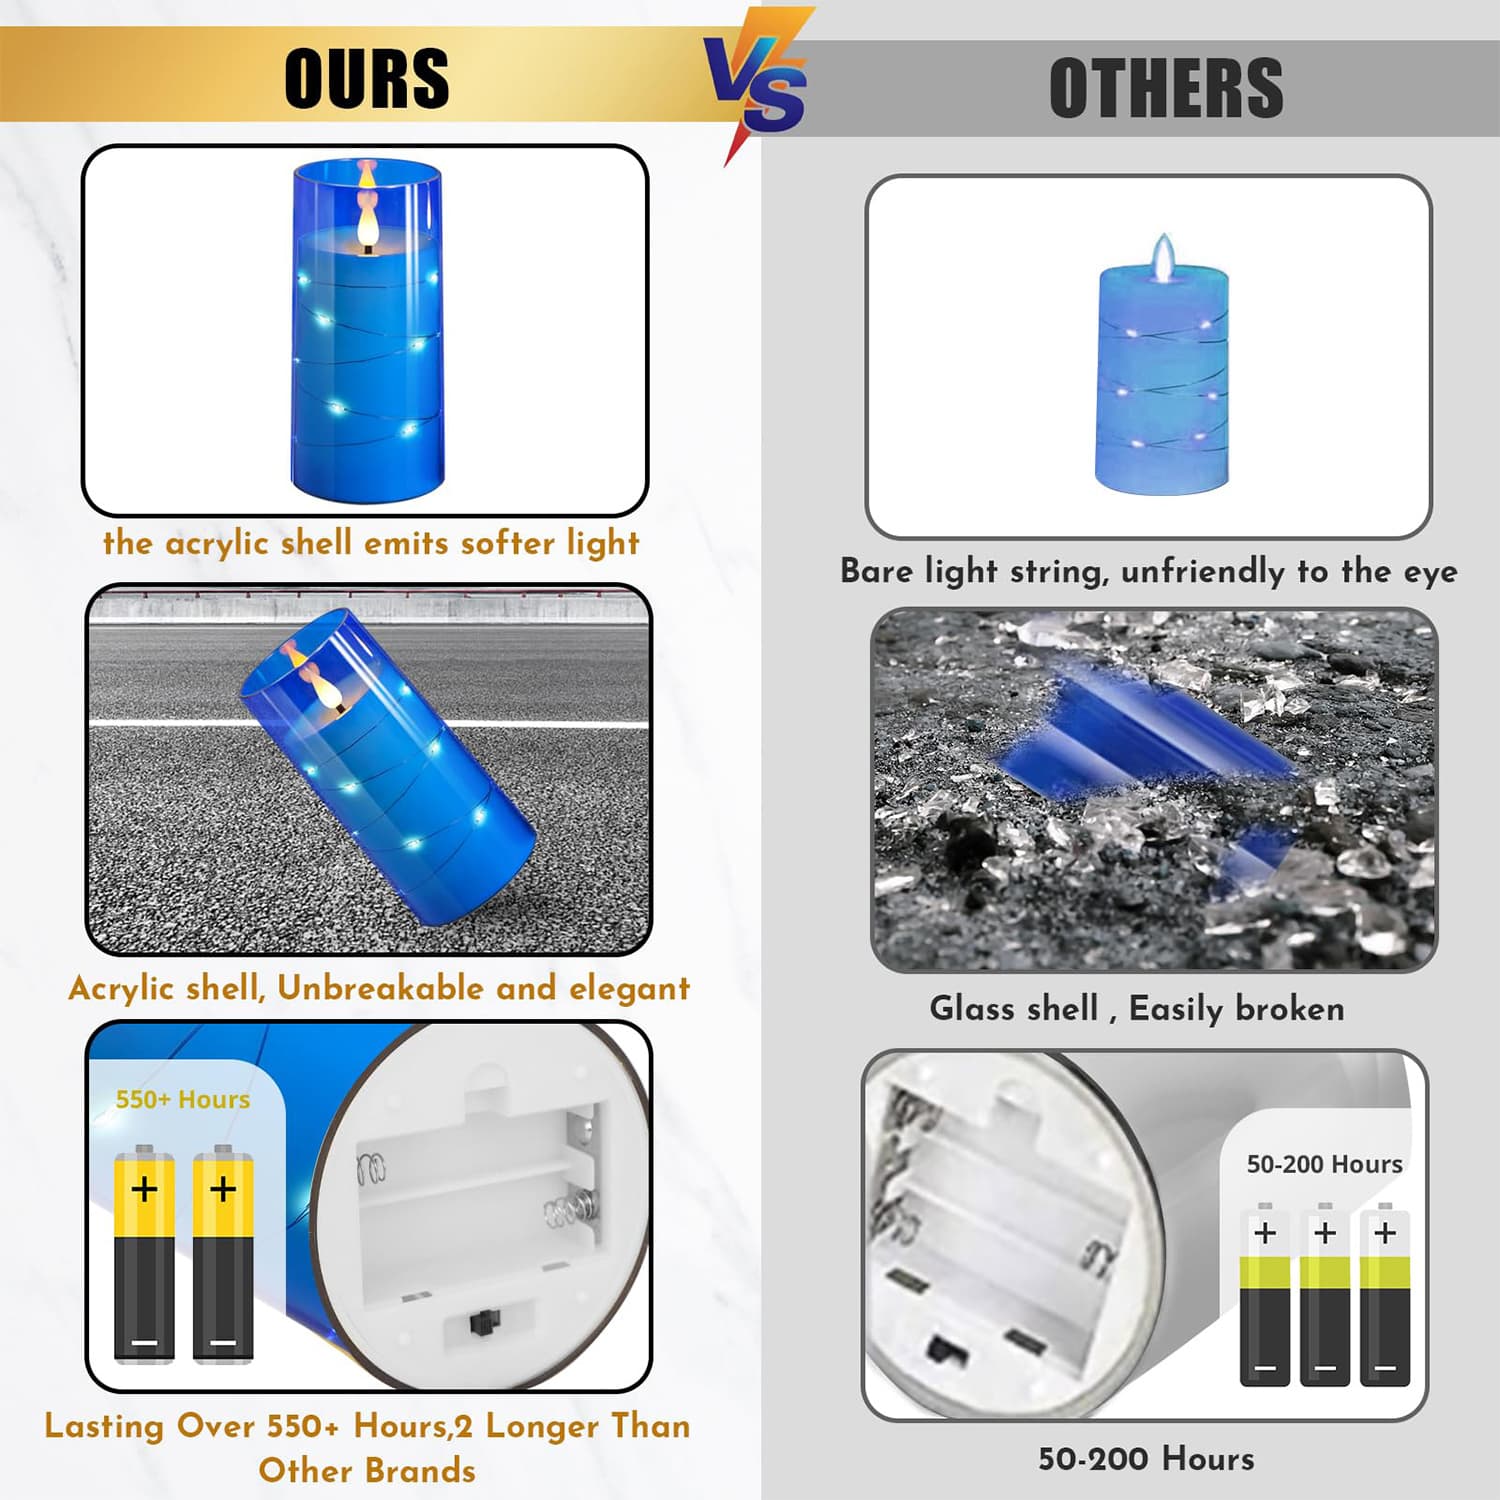 OURS
VS
OTHERS
the acrylic shell emits softer light
Bare light string, unfriendly to the eye
Acrylic shell, Unbreakable and elegant
Glass shell , Easily broken
550+ Hours
+ +
— —
50-200 Hours
+ + +
— — —
Lasting Over 550+ Hours,2 Longer Than
Other Brands
50-200 Hours